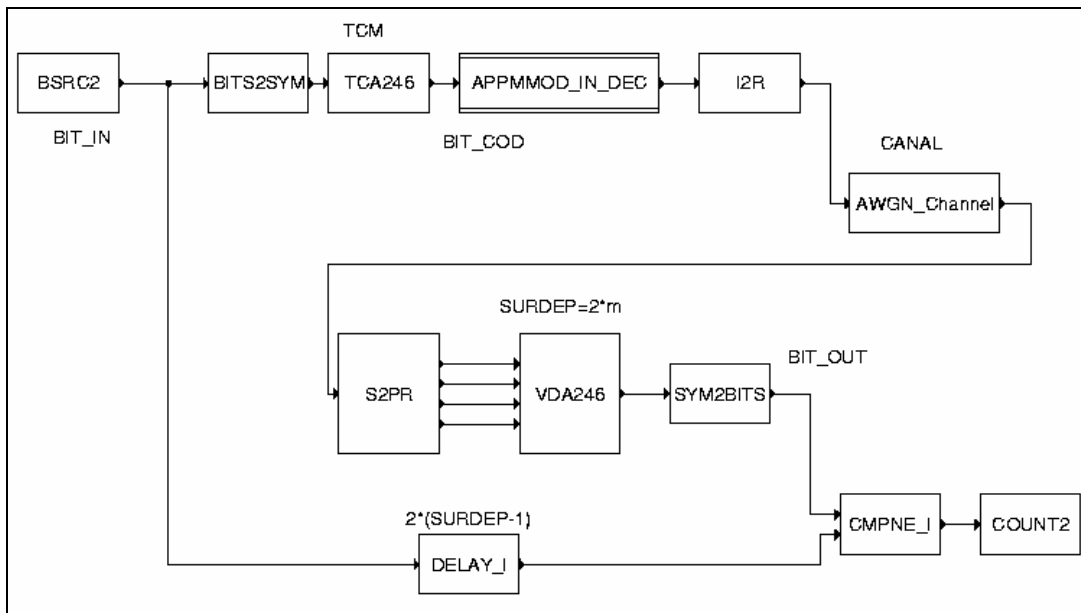 TCM
BSRC2
BITS2SYM
TCA246
APPMMOD_IN_DEC
I2R
BIT_IN
BIT_COD
CANAL
AWGN_Channel
SURDEP=2*m
BIT_OUT
S2PR
VDA246
SYM2BITS
2*(SURDEP-1)
CMPNE_I
COUNT2
DELAY_I